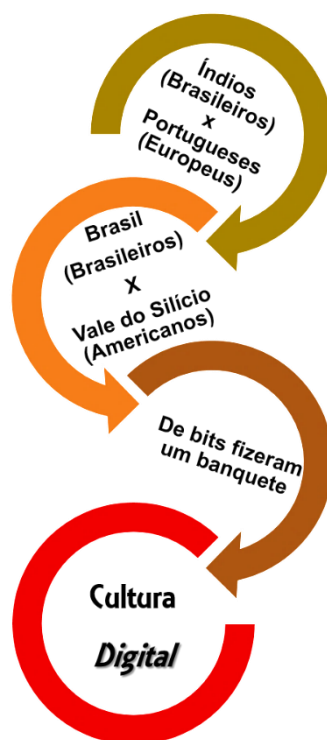 Índios
(Brasileiros)
x
Portugueses
(Europeus)
Brasil
(Brasileiros)
X
Vale do Silício
(Americanos)
De bits fizeram
um banquete
Cultura
Digital